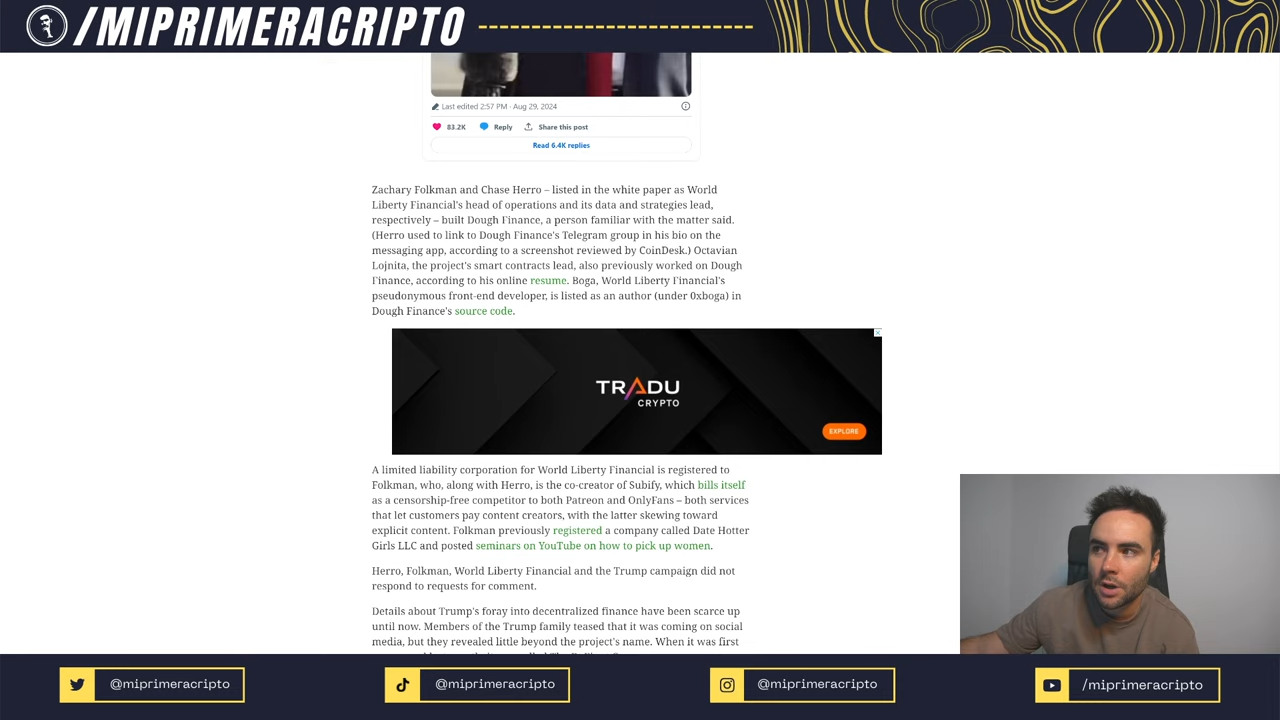 /MIPRIMERACRIPTO
Last edited 2:57 PM · Aug 29, 2024
83.2K Reply Share this post
Read 6.4K replies
Zachary Folkman and Chase Herro – listed in the white paper as World
Liberty Financial's head of operations and its data and strategies lead,
respectively – built Dough Finance, a person familiar with the matter said.
(Herro used to link to Dough Finance's Telegram group in his bio on the
messaging app, according to a screenshot reviewed by CoinDesk.) Octavian
Lojnita, the project's smart contracts lead, also previously worked on Dough
Finance, according to his online resume. Boga, World Liberty Financial's
pseudonymous front-end developer, is listed as an author (under 0xboga) in
Dough Finance's source code.
TRADU
CRYPTO
EXPLORE
A limited liability corporation for World Liberty Financial is registered to
Folkman, who, along with Herro, is the co-creator of Subify, which bills itself
as a censorship-free competitor to both Patreon and OnlyFans – both services
that let customers pay content creators, with the latter skewing toward
explicit content. Folkman previously registered a company called Date Hotter
Girls LLC and posted seminars on YouTube on how to pick up women.
Herro, Folkman, World Liberty Financial and the Trump campaign did not
respond to requests for comment.
Details about Trump's foray into decentralized finance have been scarce up
until now. Members of the Trump family teased that it was coming on social
media, but they revealed little beyond the project's name. When it was first
@miprimeracripto
@miprimeracripto
@miprimeracripto
/miprimeracripto